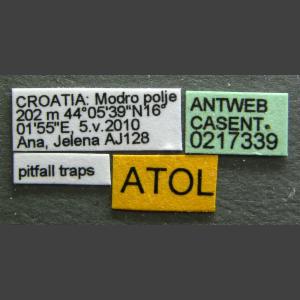 CROATIA: Modro polje
202 m 44°05'39"N16°
01'55"E, 5.v.2010
Ana, Jelena AJ128
pitfall traps
ANTWEB
CASENT.
0217339
ATOL